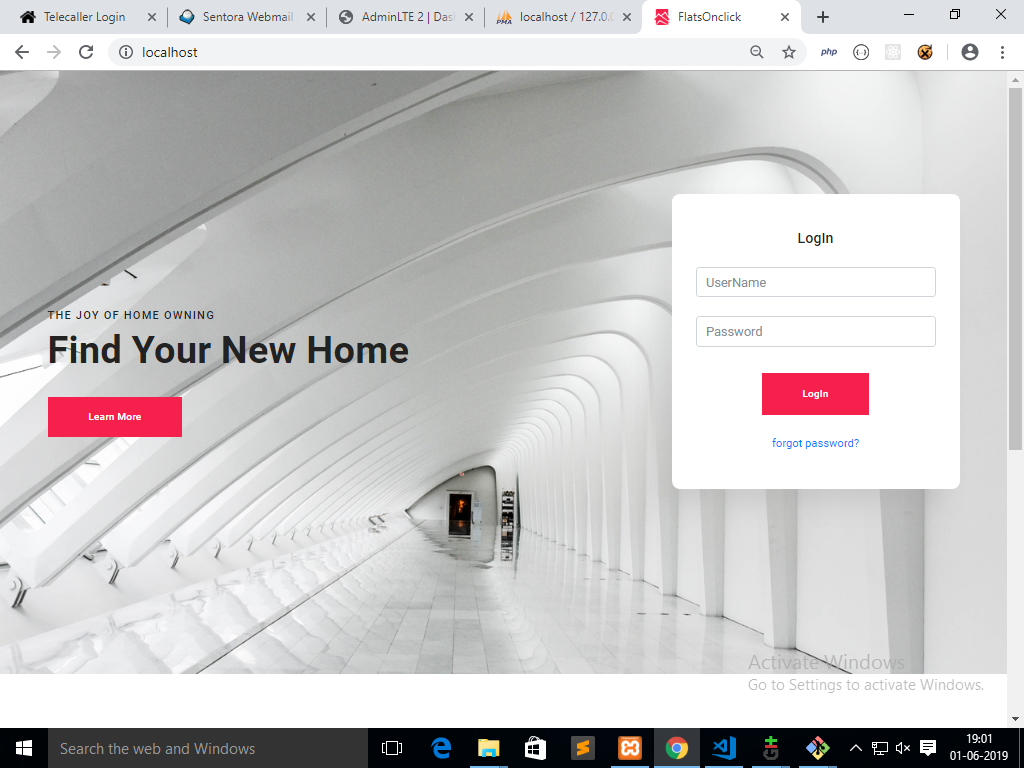 Telecaller Login
Sentora Webmail
AdminLTE 2 | Das
localhost / 127.0.0
FlatsOnclick
localhost
php
LogIn
UserName
Password
LogIn
forgot password?
THE JOY OF HOME OWNING
Find Your New Home
Learn More
Activate Windows
Go to Settings to activate Windows.
Search the web and Windows
19:01
01-06-2019